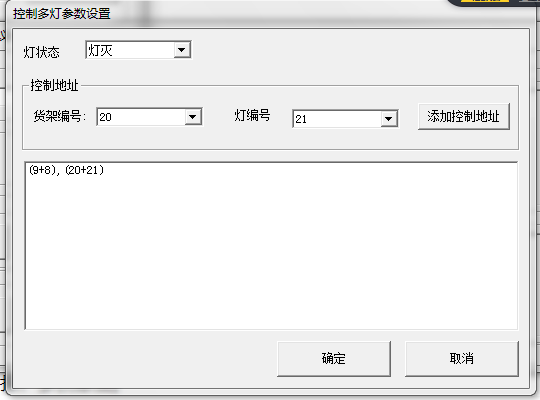 控制多灯参数设置
灯状态 灯灭
控制地址
货架编号: 20 灯编号 21 添加控制地址
(9+8),(20+21)
确定 取消